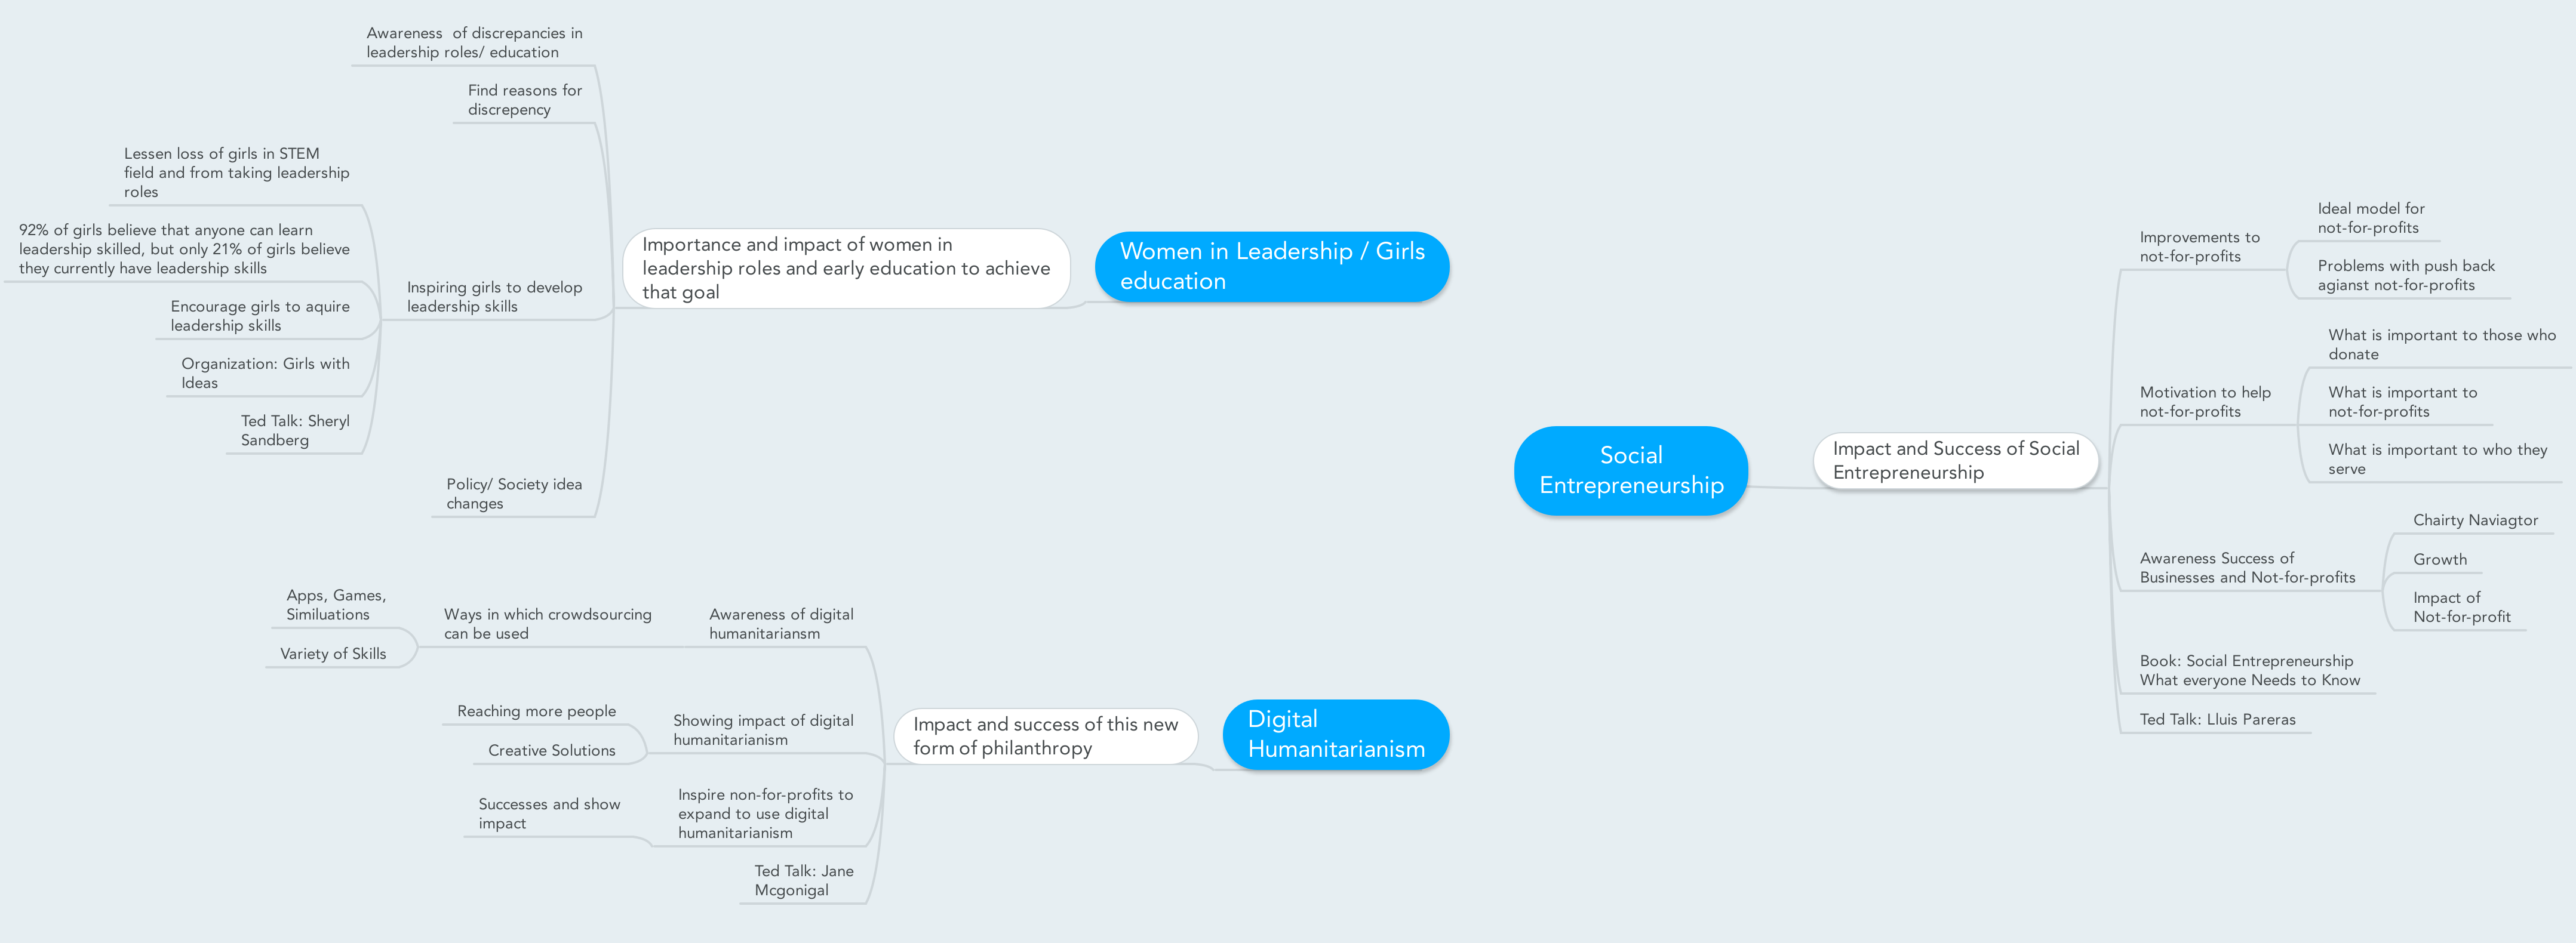 Awareness  of discrepancies in
leadership roles/ education
Find reasons for
discrepency
Lessen loss of girls in STEM
field and from taking leadership
roles
92% of girls believe that anyone can learn
leadership skilled, but only 21% of girls believe
they currently have leadership skills
Encourage girls to aquire
leadership skills
Organization: Girls with
Ideas
Ted Talk: Sheryl
Sandberg
Inspiring girls to develop
leadership skills
Policy/ Society idea
changes
Importance and impact of women in
leadership roles and early education to achieve
that goal
Women in Leadership / Girls
education
Apps, Games,
Similuations
Variety of Skills
Ways in which crowdsourcing
can be used
Awareness of digital
humanitariansm
Reaching more people
Creative Solutions
Showing impact of digital
humanitarianism
Successes and show
impact
Inspire non-for-profits to
expand to use digital
humanitarianism
Ted Talk: Jane
Mcgonigal
Impact and success of this new
form of philanthropy
Digital
Humanitarianism
Social
Entrepreneurship
Impact and Success of Social
Entrepreneurship
Improvements to
not-for-profits
Ideal model for
not-for-profits
Problems with push back
agianst not-for-profits
Motivation to help
not-for-profits
What is important to those who
donate
What is important to
not-for-profits
What is important to who they
serve
Awareness Success of
Businesses and Not-for-profits
Chairty Naviagtor
Growth
Impact of
Not-for-profit
Book: Social Entrepreneurship
What everyone Needs to Know
Ted Talk: Lluis Pareras